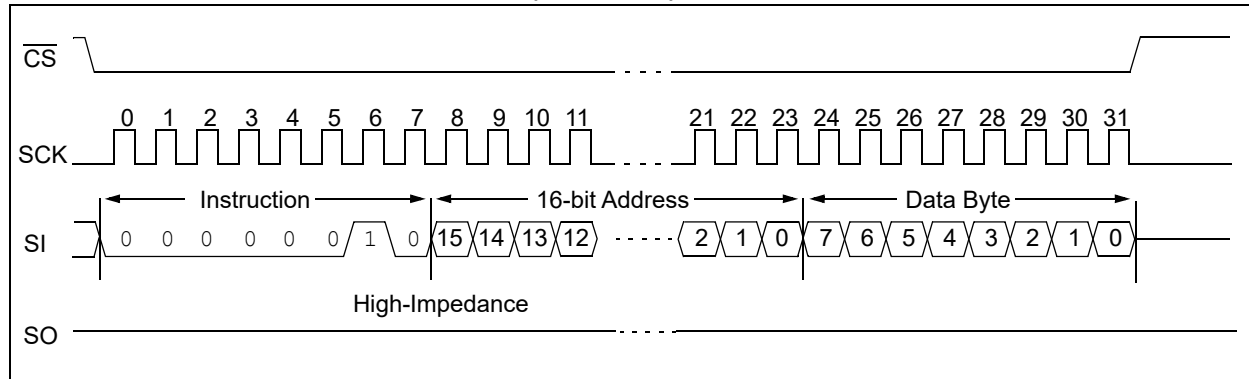 CS
0 1 2 3 4 5 6 7 8 9 10 11 21 22 23 24 25 26 27 28 29 30 31
SCK
Instruction 16-bit Address Data Byte
SI 0 0 0 0 0 0 1 0 15 14 13 12 2 1 0 7 6 5 4 3 2 1 0
High-Impedance
SO